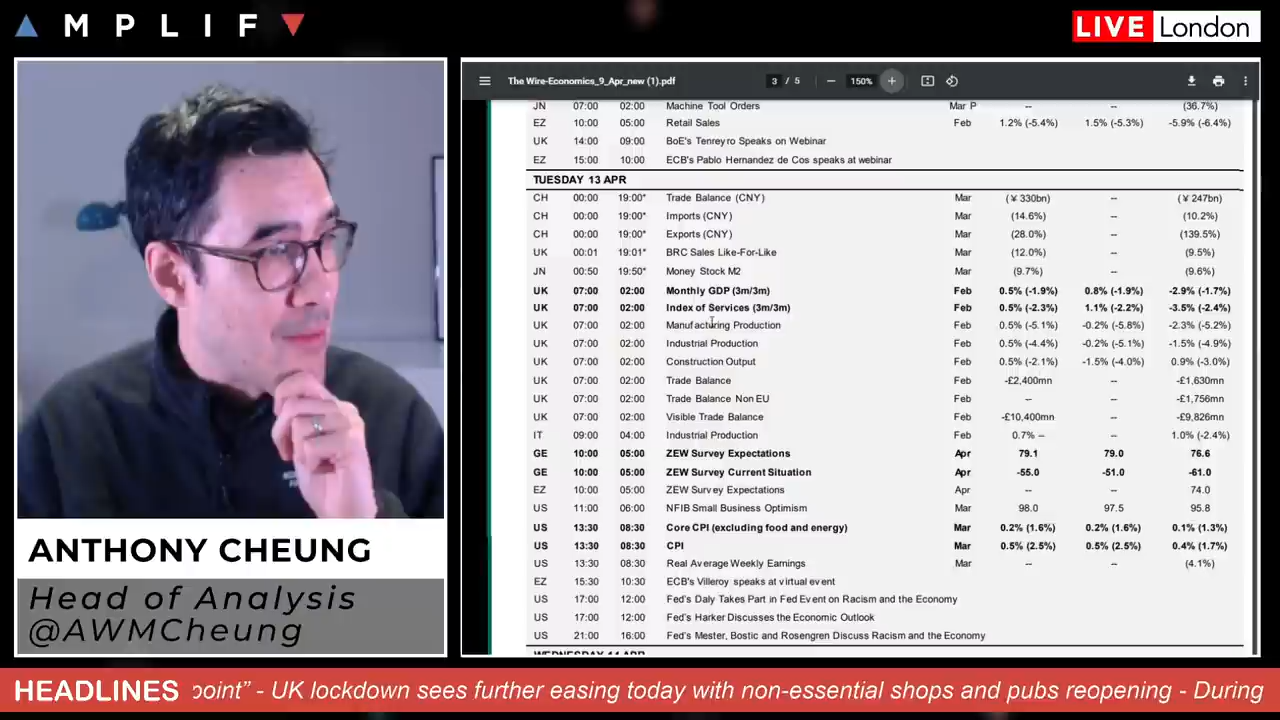 AMPLIFY
LIVE London
The Wire-Economics_9_Apr_new (1).pdf 3 / 5 150%
JN 07:00 02:00 Machine Tool Orders Mar P -- -- (36.7%)
EZ 10:00 05:00 Retail Sales Feb 1.2% (-5.4%) 1.5% (-5.3%) -5.9% (-6.4%)
UK 14:00 09:00 BoE's Tenreyro Speaks on Webinar
EZ 15:00 10:00 ECB's Pablo Hernandez de Cos speaks at webinar
TUESDAY 13 APR
CH 00:00 19:00* Trade Balance (CNY) Mar (¥ 330bn) -- (¥ 247bn)
CH 00:00 19:00* Imports (CNY) Mar (14.6%) -- (10.2%)
CH 00:00 19:00* Exports (CNY) Mar (28.0%) -- (139.5%)
UK 00:01 19:01* BRC Sales Like-For-Like Mar (12.0%) -- (9.5%)
JN 00:50 19:50* Money Stock M2 Mar (9.7%) -- (9.6%)
UK 07:00 02:00 Monthly GDP (3m/3m) Feb 0.5% (-1.9%) 0.8% (-1.9%) -2.9% (-1.7%)
UK 07:00 02:00 Index of Services (3m/3m) Feb 0.5% (-2.3%) 1.1% (-2.2%) -3.5% (-2.4%)
UK 07:00 02:00 Manufacturing Production Feb 0.5% (-5.1%) -0.2% (-5.8%) -2.3% (-5.2%)
UK 07:00 02:00 Industrial Production Feb 0.5% (-4.4%) -0.2% (-5.1%) -1.5% (-4.9%)
UK 07:00 02:00 Construction Output Feb 0.5% (-2.1%) -1.5% (-4.0%) 0.9% (-3.0%)
UK 07:00 02:00 Trade Balance Feb -£2,400mn -- -£1,630mn
UK 07:00 02:00 Trade Balance Non EU Feb -- -- -£1,756mn
UK 07:00 02:00 Visible Trade Balance Feb -£10,400mn -- -£9,826mn
IT 09:00 04:00 Industrial Production Feb 0.7% -- 1.0% (-2.4%)
GE 10:00 05:00 ZEW Survey Expectations Apr 79.1 79.0 76.6
GE 10:00 05:00 ZEW Survey Current Situation Apr -55.0 -51.0 -61.0
EZ 10:00 05:00 ZEW Survey Expectations Apr -- -- 74.0
US 11:00 06:00 NFIB Small Business Optimism Mar 98.0 97.5 95.8
US 13:30 08:30 Core CPI (excluding food and energy) Mar 0.2% (1.6%) 0.2% (1.6%) 0.1% (1.3%)
US 13:30 08:30 CPI Mar 0.5% (2.5%) 0.5% (2.5%) 0.4% (1.7%)
US 13:30 08:30 Real Average Weekly Earnings Mar -- -- (4.1%)
EZ 15:30 10:30 ECB's Villeroy speaks at virtual event
US 17:00 12:00 Fed's Daly Takes Part in Fed Event on Racism and the Economy
US 17:00 12:00 Fed's Harker Discusses the Economic Outlook
US 21:00 16:00 Fed's Mester, Bostic and Rosengren Discuss Racism and the Economy
WEDNESDAY 14 APR
ANTHONY CHEUNG
Head of Analysis
@AWMCheung
HEADLINES point” - UK lockdown sees further easing today with non-essential shops and pubs reopening - During